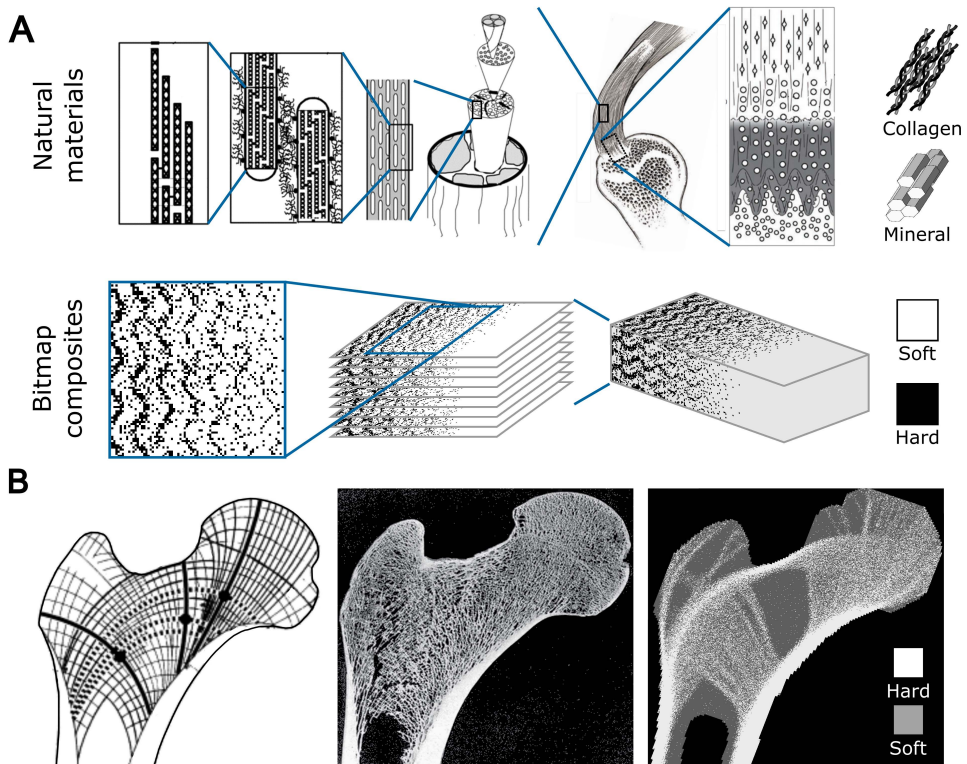 A
Natural
materials
Collagen
Mineral
Bitmap
composites
Soft
Hard
B
Hard
Soft